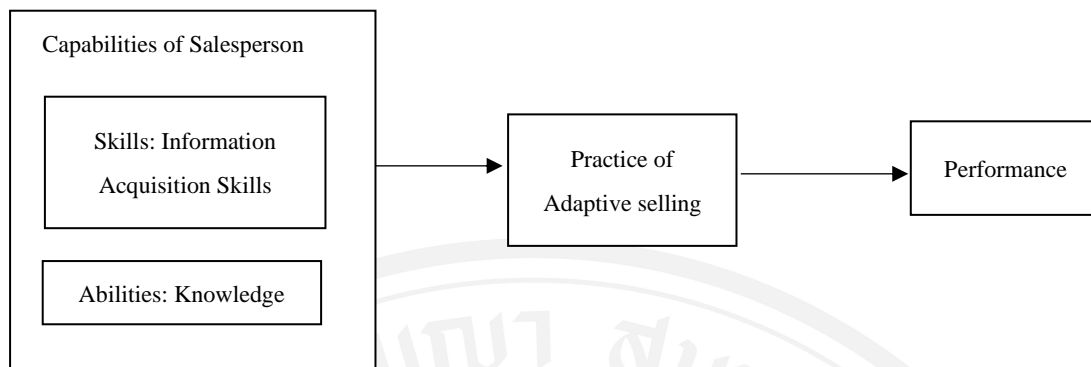 Capabilities of Salesperson
Skills: Information
Acquisition Skills
Abilities: Knowledge
Practice of
Adaptive selling
Performance